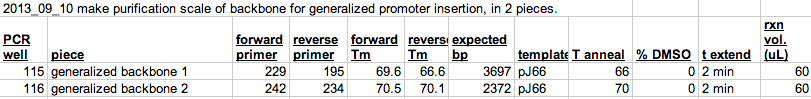 2013_09_10 make purification scale of backbone for generalized promoter insertion, in 2 pieces.
PCR well piece forward primer reverse primer forward Tm revers Tm expected bp template T anneal % DMSO t extend rxn vol. (uL)
115 generalized backbone 1 229 195 69.6 66.6 3697 pJ66 66 0 2 min 60
116 generalized backbone 2 242 234 70.5 70.1 2372 pJ66 70 0 2 min 60